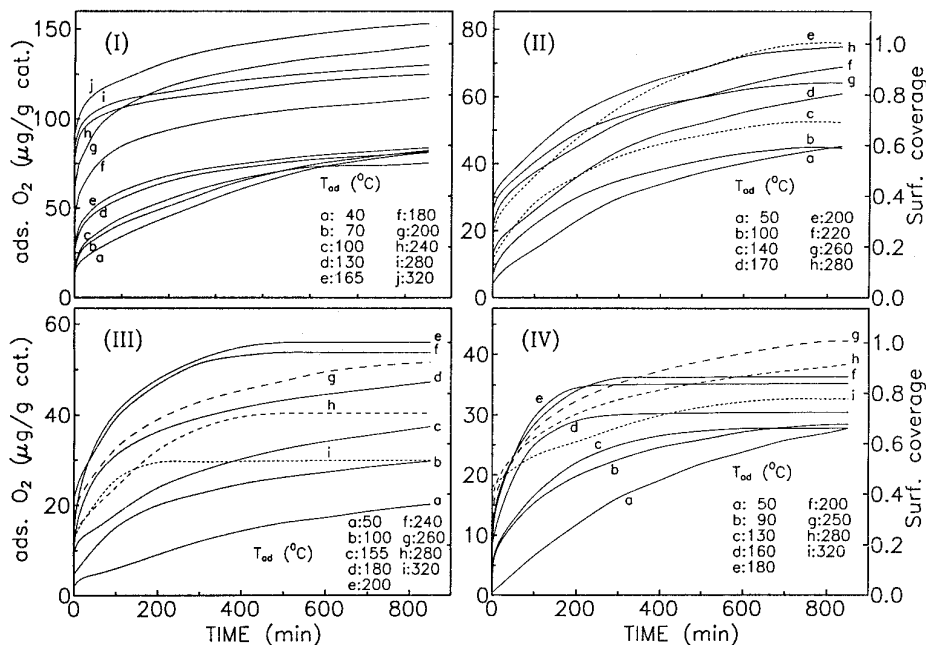 (I)
150
100
50
0
ads. O₂ (μg/g cat.)
j
i
h
g
f
e
d
c
b
a
T_ad (°C)
a: 40 f:180
b: 70 g:200
c:100 h:240
d:130 i:280
e:165 j:320
(II)
80
60
40
20
0
1.0
0.8
0.6
0.4
0.2
0.0
Surf. coverage
e
h
f
g
d
c
b
a
T_ad (°C)
a: 50 e:200
b:100 f:220
c:140 g:260
d:170 h:280
(III)
60
40
20
0
ads. O₂ (μg/g cat.)
e
f
g
d
h
c
i
b
a
T_ad (°C)
a:50 f:240
b:100 g:260
c:155 h:280
d:180 i:320
e:200
0 200 400 600 800
TIME (min)
(IV)
40
30
20
10
0
1.0
0.8
0.6
0.4
0.2
0.0
Surf. coverage
g
h
f
e
i
d
c
b
a
T_ad (°C)
a: 50 f:200
b: 90 g:250
c:130 h:280
d:160 i:320
e:180
0 200 400 600 800
TIME (min)